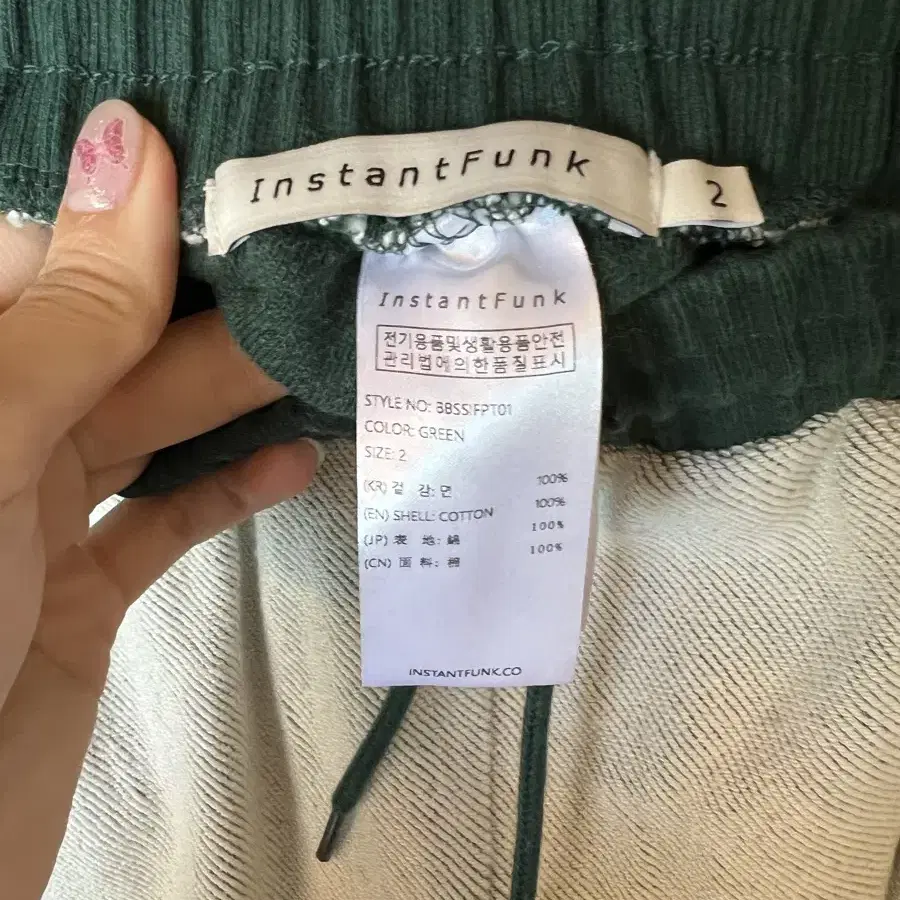 InstantFunk
2
InstantFunk
전기용품및생활용품안전
관리법에의한품질표시
STYLE NO: BBSSIFPT01
COLOR: GREEN
SIZE: 2
(KR) 겉 감: 면 100%
(EN) SHELL: COTTON 100%
(JP) 表 地: 綿 100%
(CN) 面 料: 棉 100%
INSTANTFUNK.CO